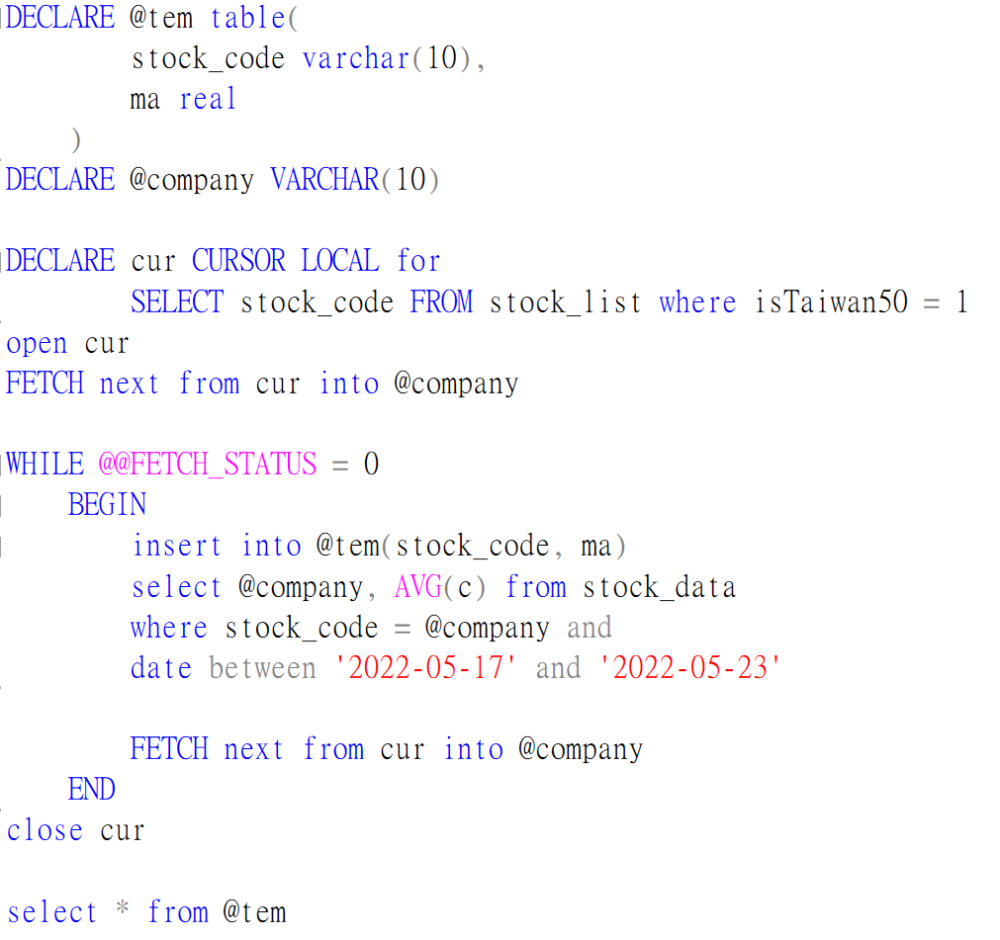 DECLARE @tem table(
stock_code varchar(10),
ma real
)
DECLARE @company VARCHAR(10)
DECLARE cur CURSOR LOCAL for
SELECT stock_code FROM stock_list where isTaiwan50 = 1
open cur
FETCH next from cur into @company
WHILE @@FETCH_STATUS = 0
BEGIN
insert into @tem(stock_code, ma)
select @company, AVG(c) from stock_data
where stock_code = @company and
date between '2022-05-17' and '2022-05-23'
FETCH next from cur into @company
END
close cur
select * from @tem